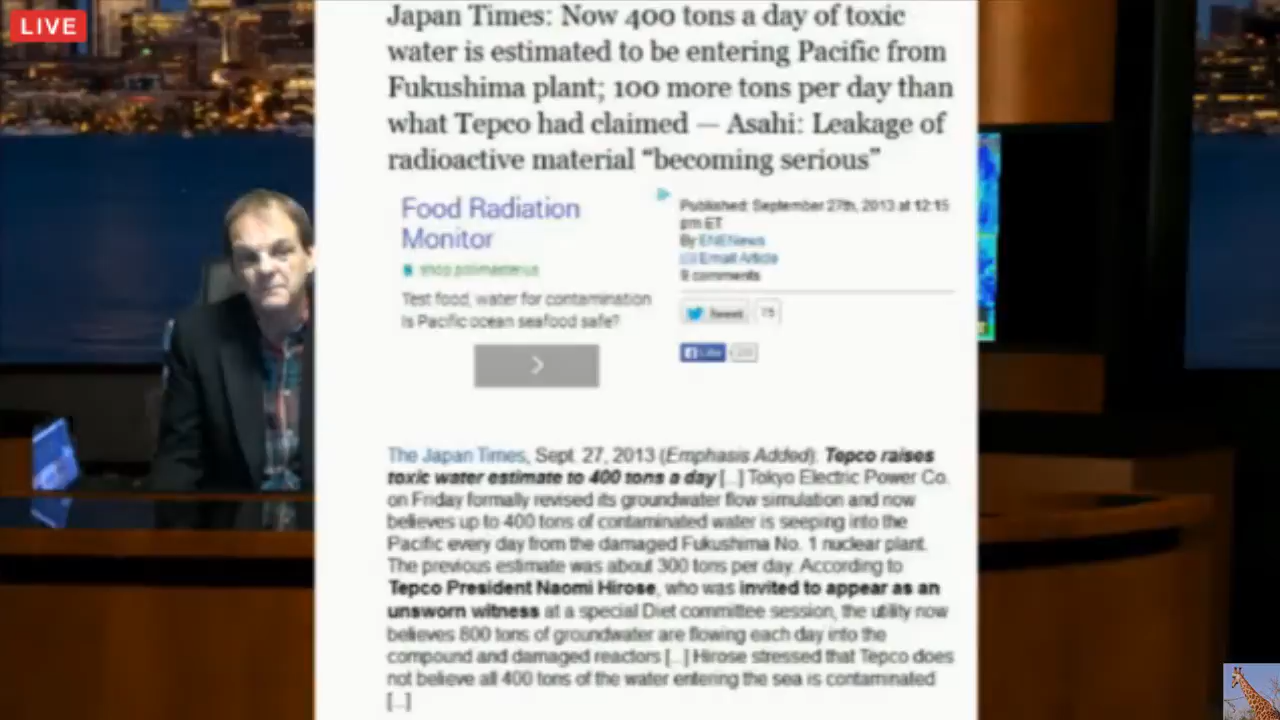 LIVE
Japan Times: Now 400 tons a day of toxic
water is estimated to be entering Pacific from
Fukushima plant; 100 more tons per day than
what Tepco had claimed — Asahi: Leakage of
radioactive material “becoming serious”
Food Radiation
Monitor
shop.polimaster.us
Test food, water for contamination
Is Pacific ocean seafood safe?
Published: September 27th, 2013 at 12:15
pm ET
By ENENews
Email Article
9 comments
Tweet
75
Like
The Japan Times, Sept. 27, 2013 (Emphasis Added): Tepco raises
toxic water estimate to 400 tons a day [...] Tokyo Electric Power Co.
on Friday formally revised its groundwater flow simulation and now
believes up to 400 tons of contaminated water is seeping into the
Pacific every day from the damaged Fukushima No. 1 nuclear plant.
The previous estimate was about 300 tons per day. According to
Tepco President Naomi Hirose, who was invited to appear as an
unsworn witness at a special Diet committee session, the utility now
believes 800 tons of groundwater are flowing each day into the
compound and damaged reactors [...] Hirose stressed that Tepco does
not believe all 400 tons of the water entering the sea is contaminated
[...]